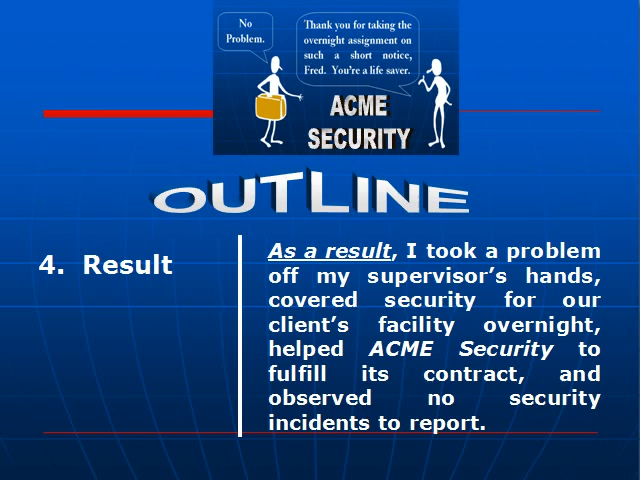 No
Problem.
Thank you for taking the
overnight assignment on
such a short notice,
Fred. You're a life saver.
ACME
SECURITY
OUTLINE
4. Result
As a result, I took a problem
off my supervisor's hands,
covered security for our
client's facility overnight,
helped ACME Security to
fulfill its contract, and
observed no security
incidents to report.